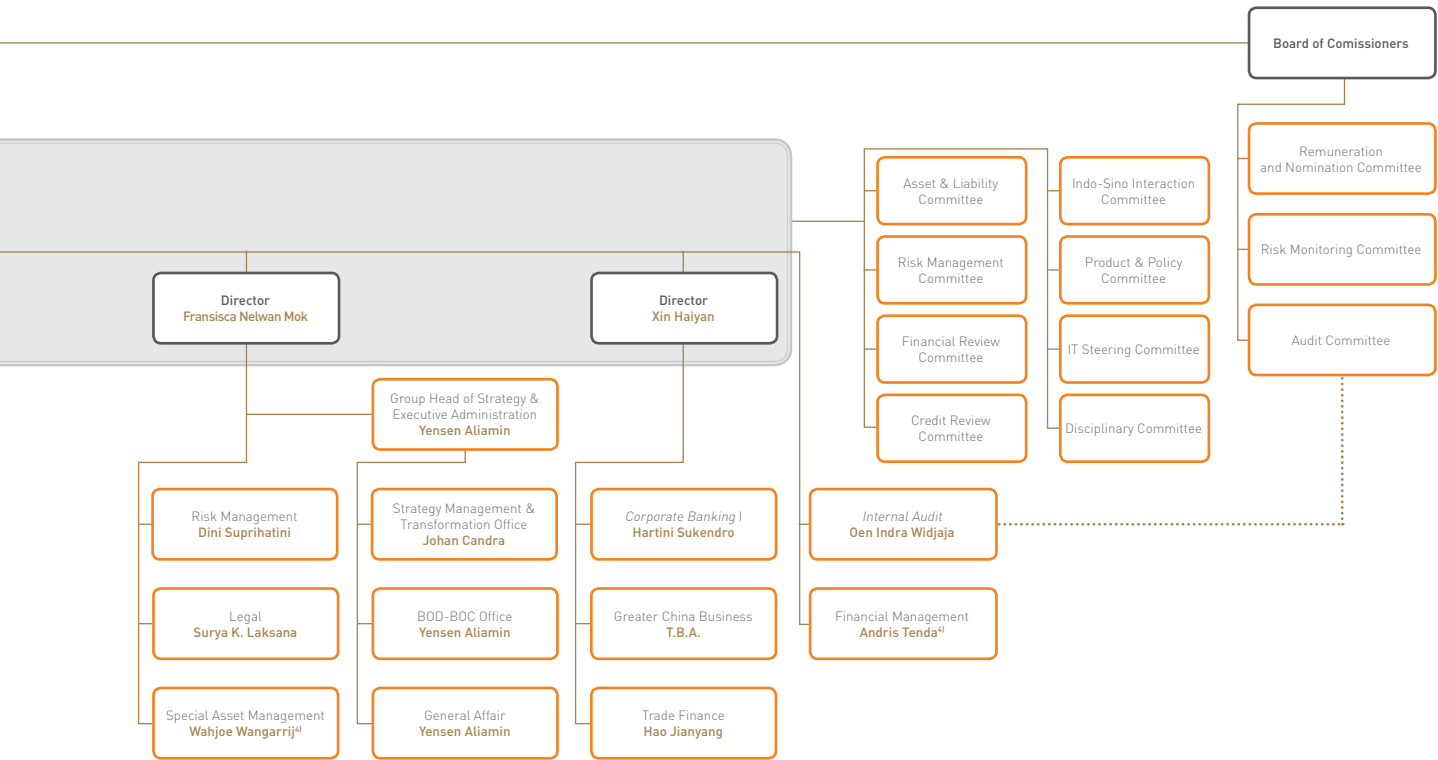 Board of Comissioners
Remuneration
and Nomination Committee
Risk Monitoring Committee
Audit Committee
Asset & Liability
Committee
Risk Management
Committee
Financial Review
Committee
Credit Review
Committee
Indo-Sino Interaction
Committee
Product & Policy
Committee
IT Steering Committee
Disciplinary Committee
Director
Fransisca Nelwan Mok
Director
Xin Haiyan
Group Head of Strategy &
Executive Administration
Yensen Aliamin
Risk Management
Dini Suprihatini
Legal
Surya K. Laksana
Special Asset Management
Wahjoe Wangarrij⁴⁾
Strategy Management &
Transformation Office
Johan Candra
BOD-BOC Office
Yensen Aliamin
General Affair
Yensen Aliamin
Corporate Banking I
Hartini Sukendro
Greater China Business
T.B.A.
Trade Finance
Hao Jianyang
Internal Audit
Oen Indra Widjaja
Financial Management
Andris Tenda⁴⁾